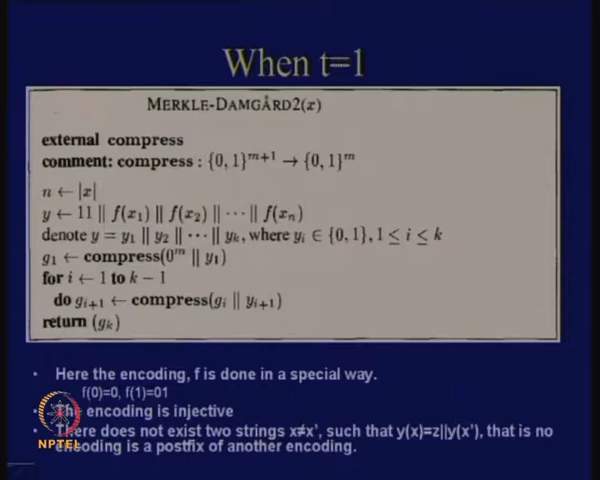 When t=1
MERKLE-DAMGÅRD2(x)
external compress
comment: compress : {0, 1}^{m+1} → {0, 1}^m
n ← |x|
y ← 11 || f(x₁) || f(x₂) || ··· || f(xₙ)
denote y = y₁ || y₂ || ··· || yₖ, where yᵢ ∈ {0, 1}, 1 ≤ i ≤ k
g₁ ← compress(0^m || y₁)
for i ← 1 to k − 1
do gᵢ₊₁ ← compress(gᵢ || yᵢ₊₁)
return (gₖ)
• Here the encoding, f is done in a special way.
f(0)=0, f(1)=01
• The encoding is injective
• There does not exist two strings x≠x', such that y(x)=z||y(x'), that is no
encoding is a postfix of another encoding.
NPTEL